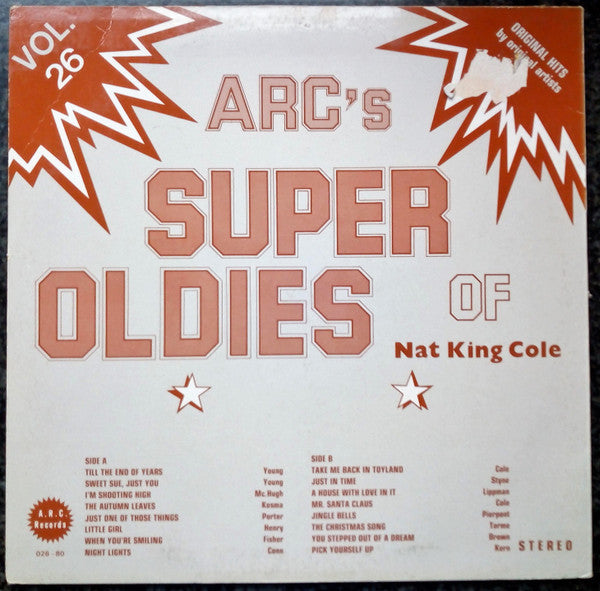 VOL.
26
ORIGINAL HITS
by original artists
ARC's
SUPER
OLDIES
OF
Nat King Cole
SIDE A
TILL THE END OF YEARS Young
SWEET SUE, JUST YOU Young
I'M SHOOTING HIGH Mc.Hugh
THE AUTUMN LEAVES Kosma
JUST ONE OF THOSE THINGS Porter
LITTLE GIRL Henry
WHEN YOU'RE SMILING Fisher
NIGHT LIGHTS Conn
SIDE B
TAKE ME BACK IN TOYLAND Cole
JUST IN TIME Styne
A HOUSE WITH LOVE IN IT Lippman
MR. SANTA CLAUS Cole
JINGLE BELLS Pierpont
THE CHRISTMAS SONG Torme
YOU STEPPED OUT OF A DREAM Brown
PICK YOURSELF UP Kern
A.R.C.
Records
026-80
STEREO